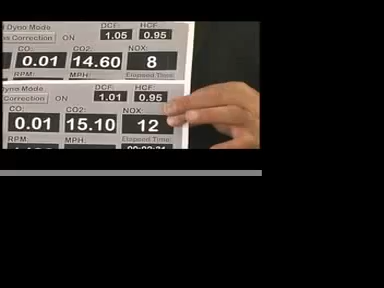 Dyno Mode DCF: HCF:
Correction ON 1.05 0.95
CO: CO2: NOX:
0.01 14.60 8
RPM: MPH: Elapsed Time:
Dyno Mode DCF: HCF:
Correction ON 1.01 0.95
CO: CO2: NOX:
0.01 15.10 12
RPM: MPH: Elapsed Time: